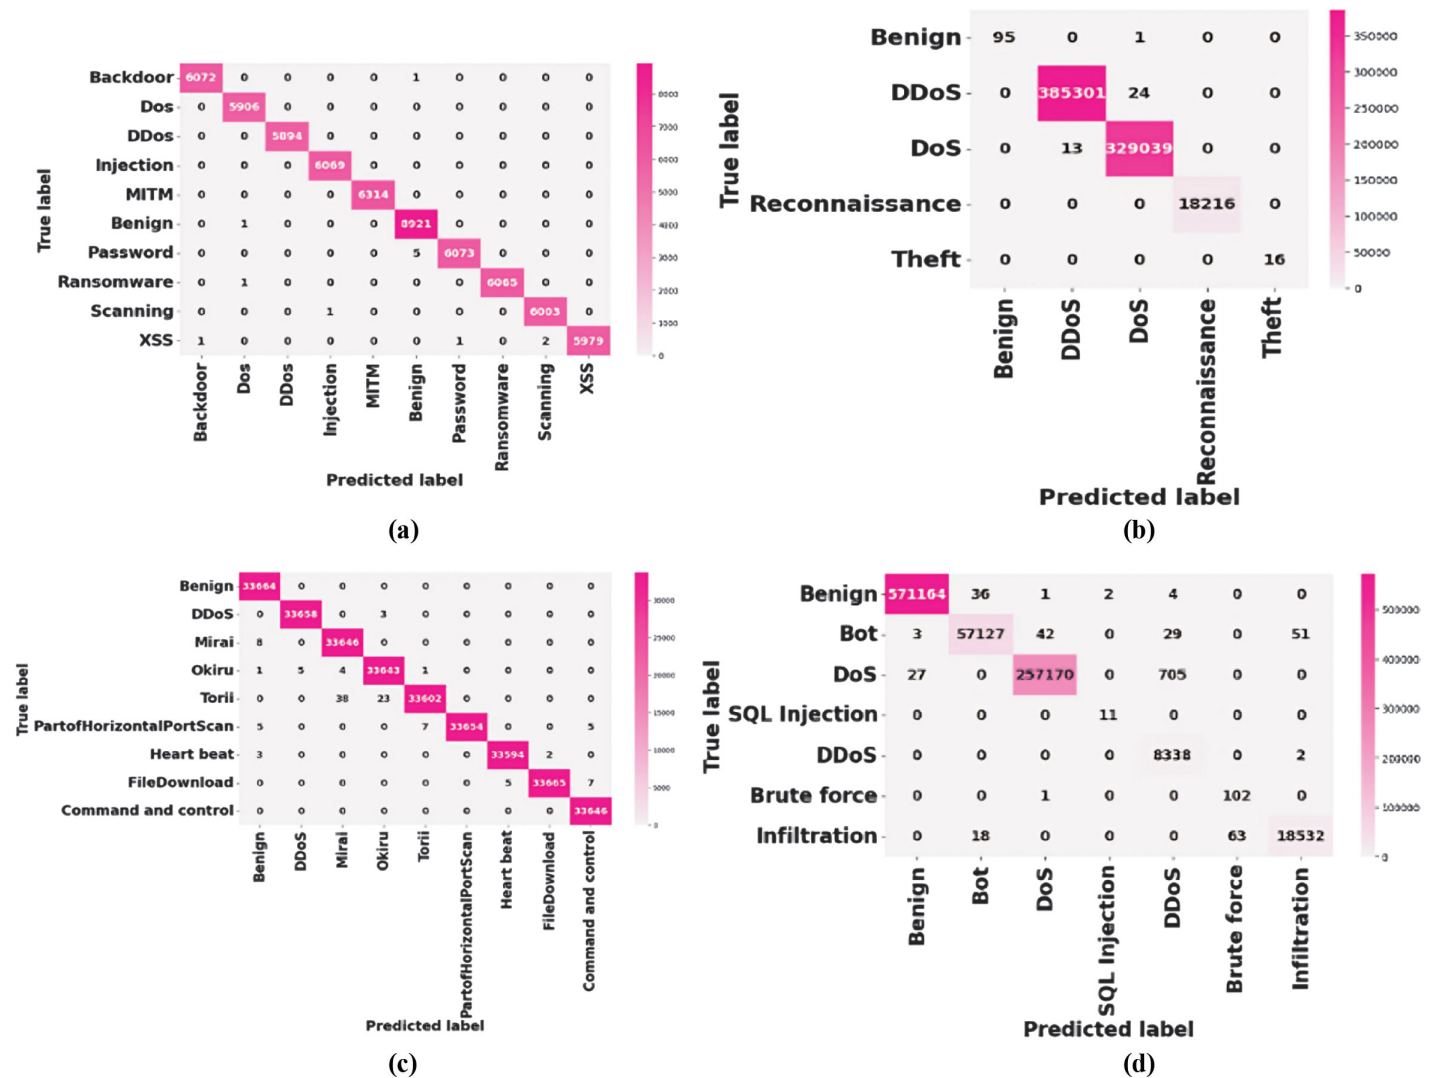 Backdoor 6072 0 0 0 0 1 0 0 0 0
Dos 0 5906 0 0 0 0 0 0 0 0
DDos 0 0 5894 0 0 0 0 0 0 0
Injection 0 0 0 6069 0 0 0 0 0 0
MITM 0 0 0 0 6314 0 0 0 0 0
Benign 0 1 0 0 0 8921 0 0 0 0
Password 0 0 0 0 0 5 6073 0 0 0
Ransomware 0 1 0 0 0 0 0 6065 0 0
Scanning 0 0 0 1 0 0 0 0 6003 0
XSS 1 0 0 0 0 0 1 0 2 5979
True label
8000
7000
6000
5000
4000
3000
2000
1000
0
Backdoor Dos DDos Injection MITM Benign Password Ransomware Scanning XSS
Predicted label
(a)
Benign 95 0 1 0 0
DDoS 0 385301 24 0 0
DoS 0 13 329039 0 0
Reconnaissance 0 0 0 18216 0
Theft 0 0 0 0 16
True label
350000
300000
250000
200000
150000
100000
50000
0
Benign DDoS DoS Reconnaissance Theft
Predicted label
(b)
Benign 33664 0 0 0 0 0 0 0 0
DDoS 0 33658 0 3 0 0 0 0 0
Mirai 8 0 33646 0 0 0 0 0 0
Okiru 1 5 4 33643 1 0 0 0 0
Torii 0 0 38 23 33602 0 0 0 0
PartofHorizontalPortScan 5 0 0 0 7 33654 0 0 5
Heart beat 3 0 0 0 0 0 33594 2 0
FileDownload 0 0 0 0 0 0 5 33665 7
Command and control 0 0 0 0 0 0 0 0 33646
True label
30000
25000
20000
15000
10000
5000
0
Benign DDoS Mirai Okiru Torii PartofHorizontalPortScan Heart beat FileDownload Command and control
Predicted label
(c)
Benign 571164 36 1 2 4 0 0
Bot 3 57127 42 0 29 0 51
DoS 27 0 257170 0 705 0 0
SQL Injection 0 0 0 11 0 0 0
DDoS 0 0 0 0 8338 0 2
Brute force 0 0 1 0 0 102 0
Infiltration 0 18 0 0 0 63 18532
True label
500000
400000
300000
200000
100000
0
Benign Bot DoS SQL Injection DDoS Brute force Infiltration
Predicted label
(d)